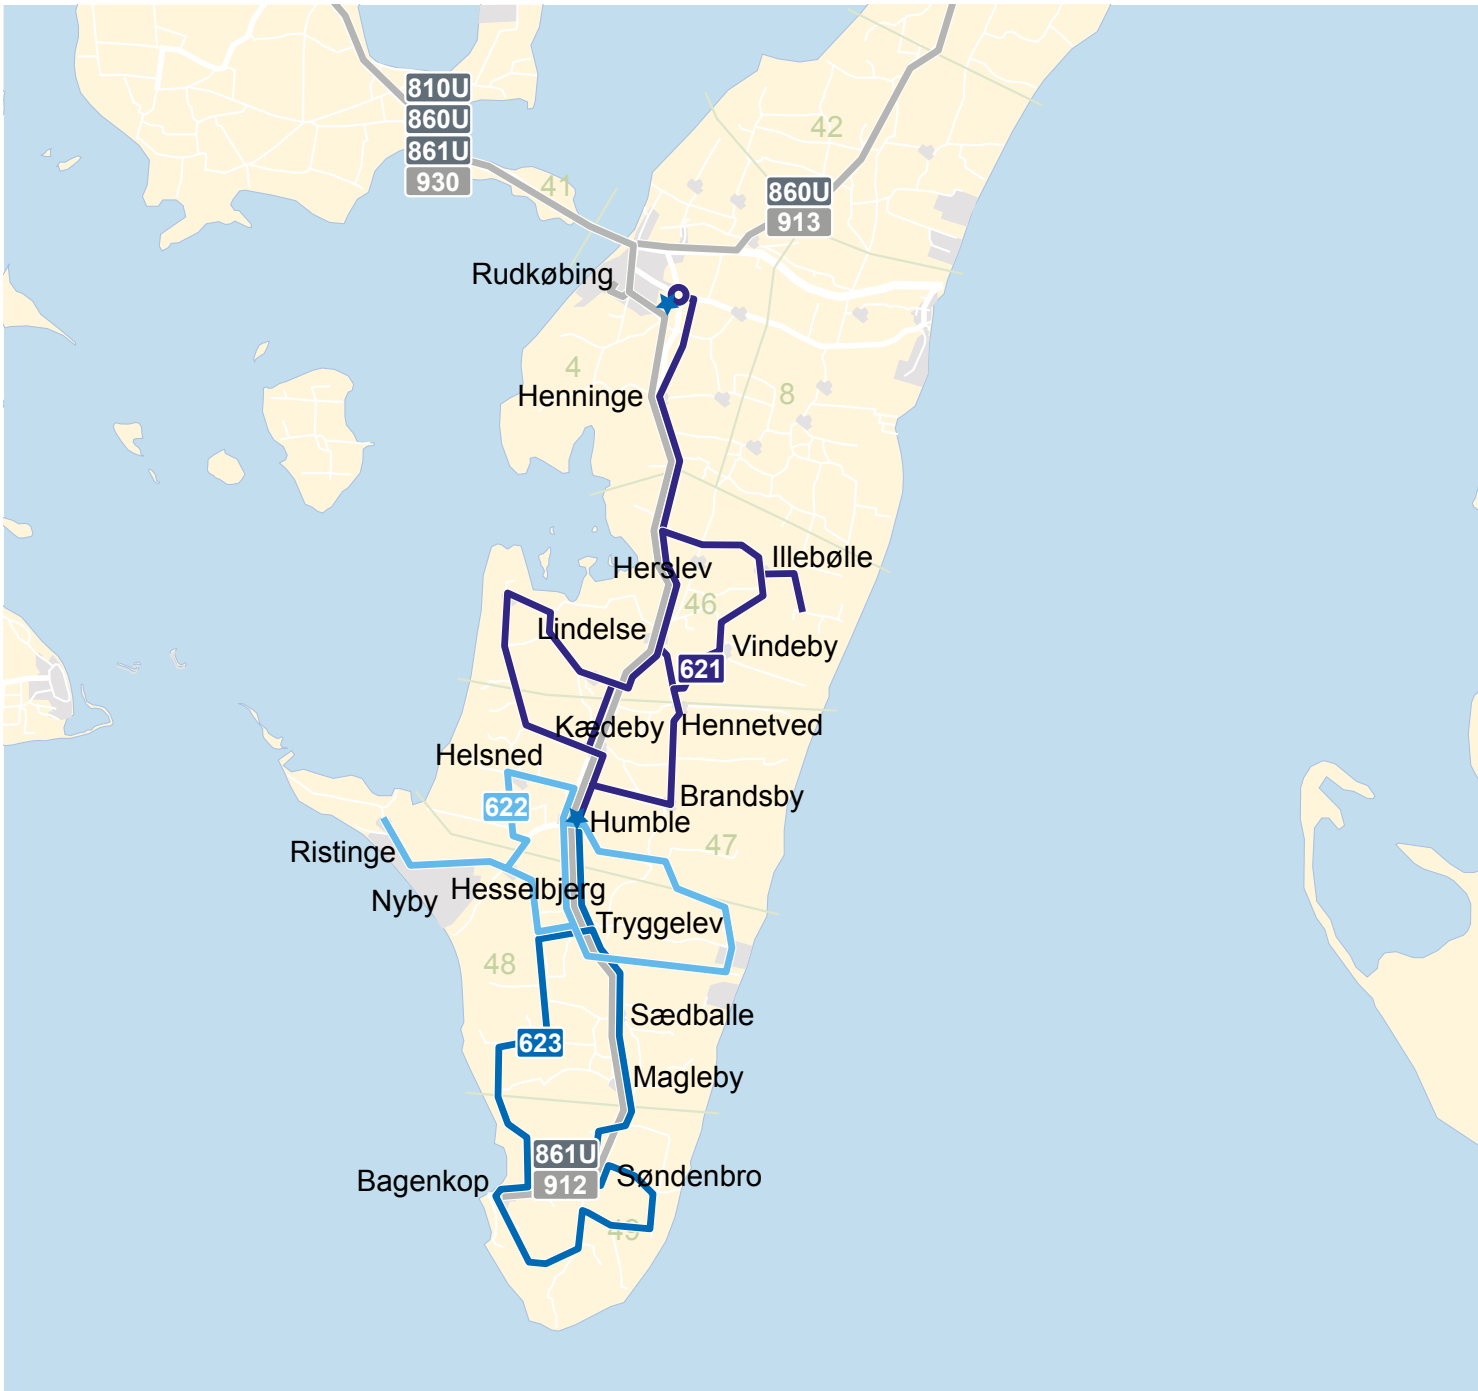 810U
860U
861U
930
42
41
860U
913
Rudkøbing
4
8
Henninge
Illebølle
Herslev
46
Lindelse
Vindeby
621
Kædeby
Hennetved
Helsned
Brandsby
622
Humble
47
Ristinge
Hesselbjerg
Nyby
Tryggelev
48
Sædballe
623
Magleby
861U
Søndenbro
Bagenkop
912
49